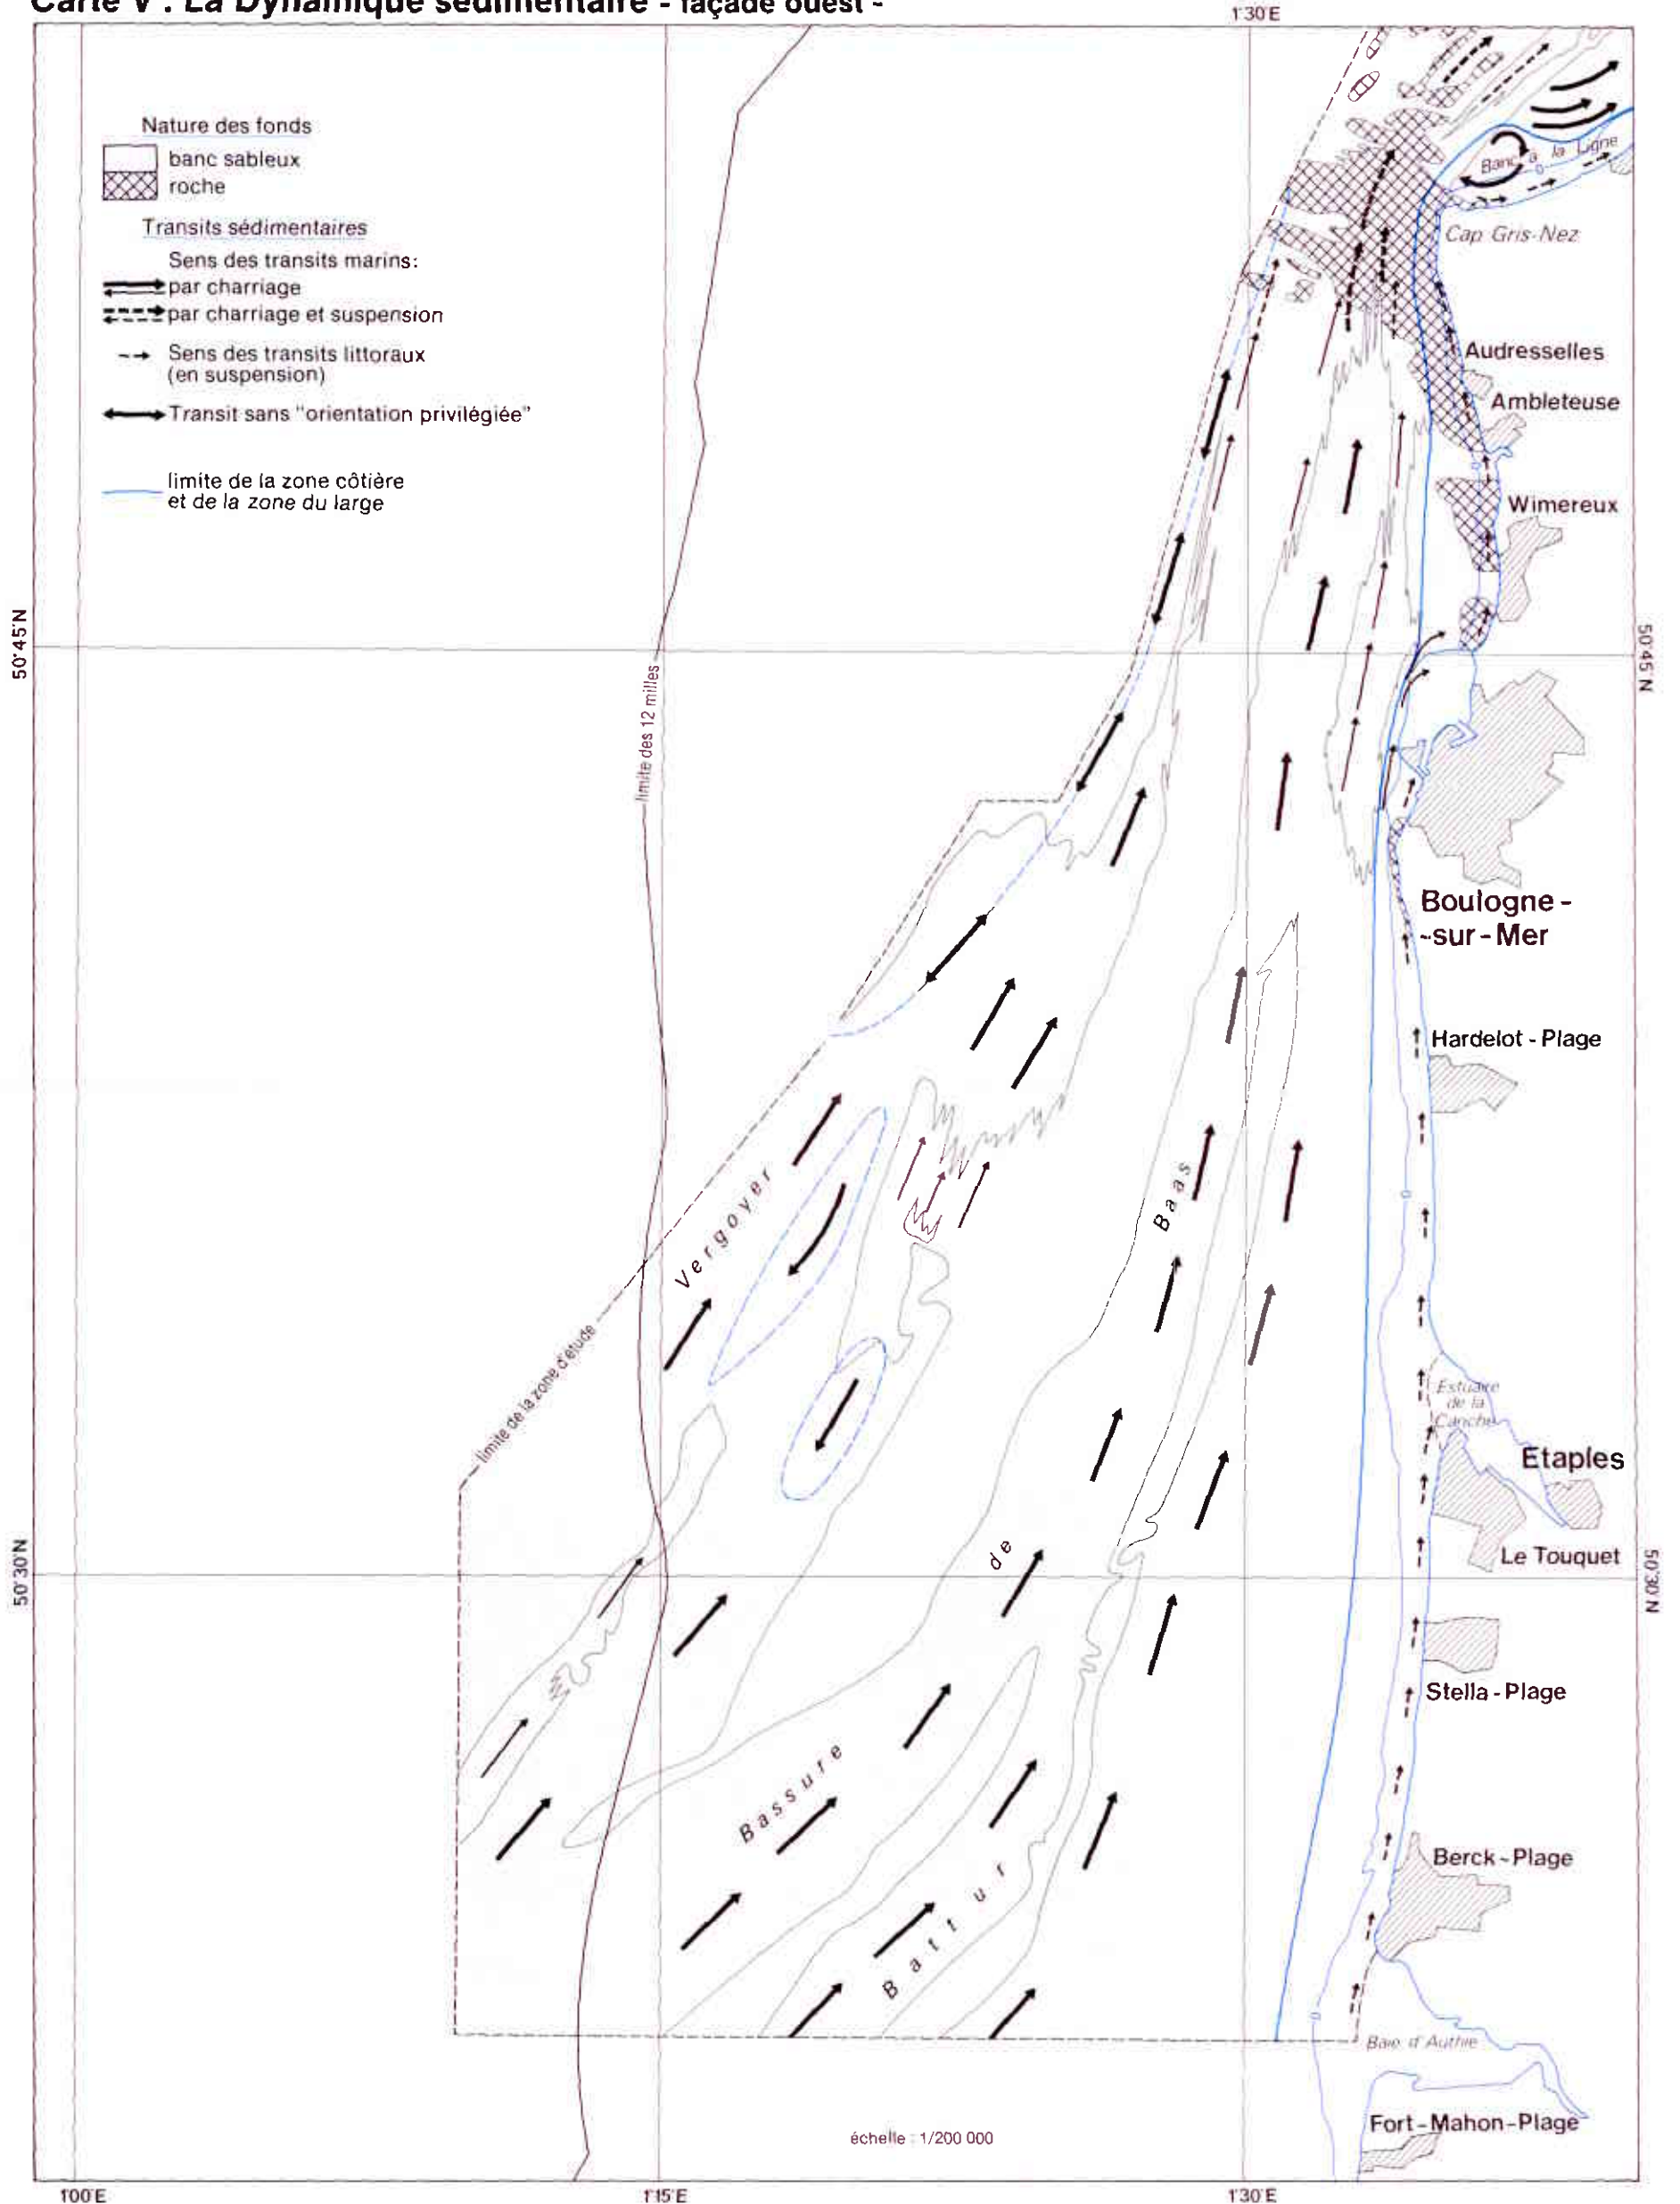 Carte V : La Dynamique sédimentaire - façade ouest -
1°30'E
Nature des fonds
banc sableux
roche
Transits sédimentaires
Sens des transits marins:
par charriage
par charriage et suspension
Sens des transits littoraux
(en suspension)
Transit sans "orientation privilégiée"
limite de la zone côtière
et de la zone du large
Banc à la Ligne
Cap Gris-Nez
Audresselles
Ambleteuse
Wimereux
50°45'N
50°45'N
limite des 12 milles
Boulogne-
-sur-Mer
Hardelot-Plage
Vergoyer
Baas
limite de la zone d'étude
Estuaire
de la
Canche
Etaples
de
Le Touquet
50°30'N
50°30'N
Stella-Plage
Bassure
Berck-Plage
Battur
Baie d'Authie
Fort-Mahon-Plage
échelle : 1/200 000
1°00'E
1°15'E
1°30'E